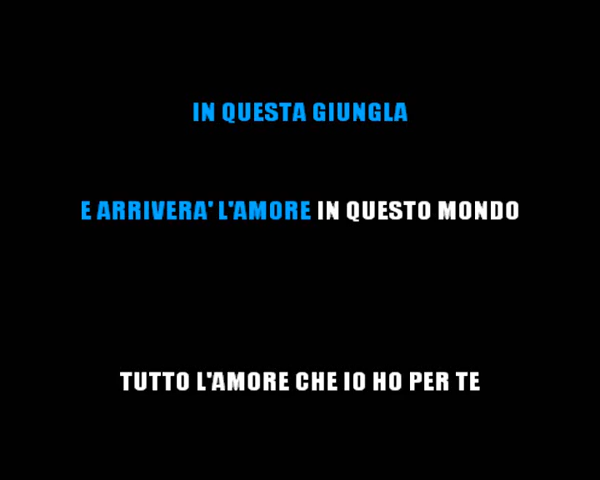 IN QUESTA GIUNGLA
E ARRIVERA' L'AMORE IN QUESTO MONDO
TUTTO L'AMORE CHE IO HO PER TE